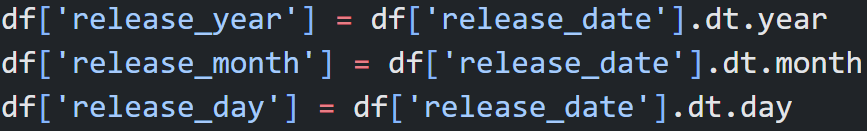 df['release_year'] = df['release_date'].dt.year
df['release_month'] = df['release_date'].dt.month
df['release_day'] = df['release_date'].dt.day